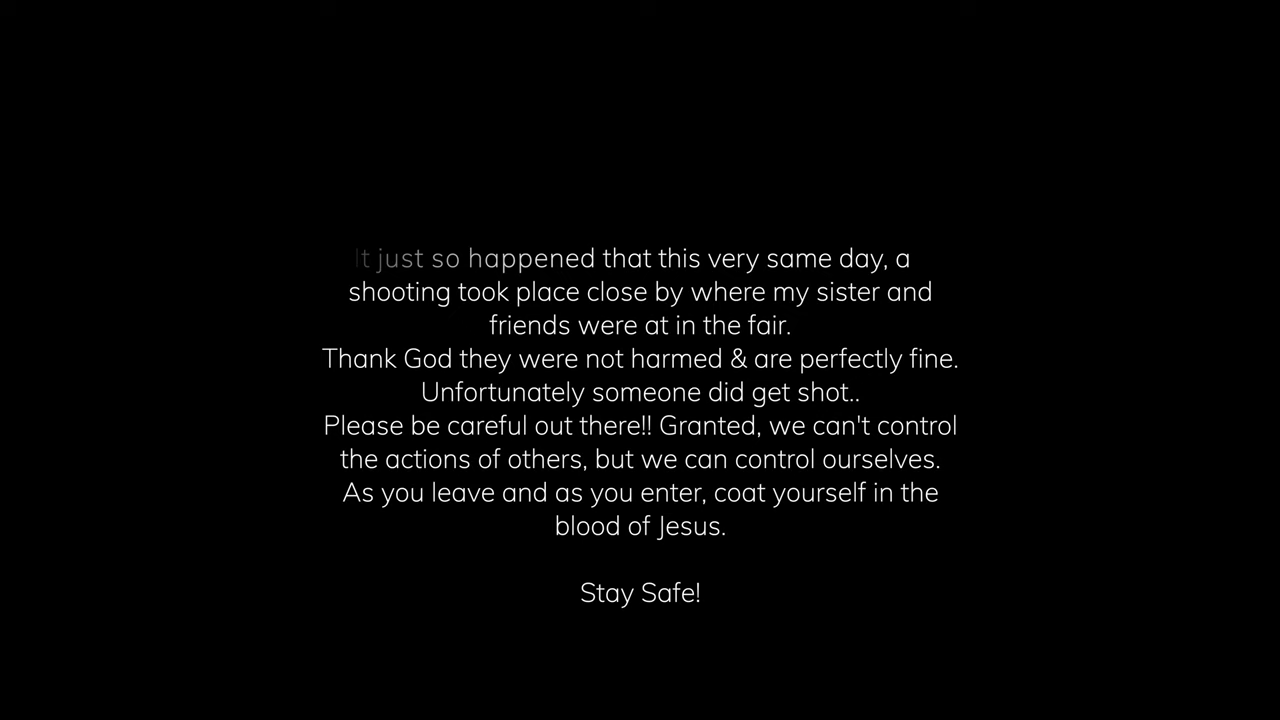 It just so happened that this very same day, a
shooting took place close by where my sister and
friends were at in the fair.
Thank God they were not harmed & are perfectly fine.
Unfortunately someone did get shot..
Please be careful out there!! Granted, we can't control
the actions of others, but we can control ourselves.
As you leave and as you enter, coat yourself in the
blood of Jesus.
Stay Safe!